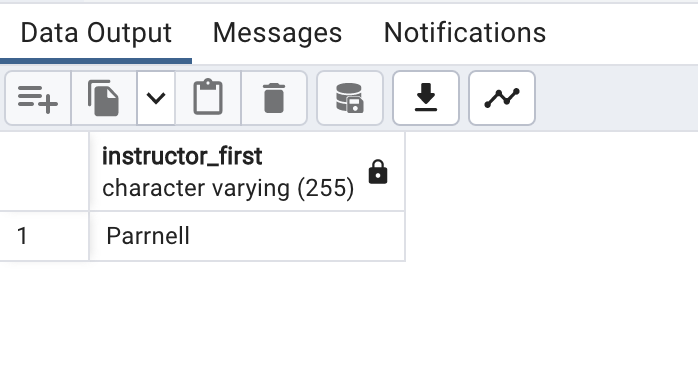 Data Output Messages Notifications
instructor_first
character varying (255)
1 Parrnell